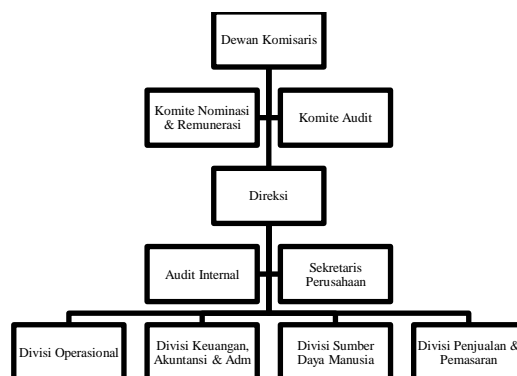 Dewan Komisaris
Komite Nominasi
& Remunerasi
Komite Audit
Direksi
Audit Internal
Sekretaris
Perusahaan
Divisi Operasional
Divisi Keuangan,
Akuntansi & Adm
Divisi Sumber
Daya Manusia
Divisi Penjualan &
Pemasaran